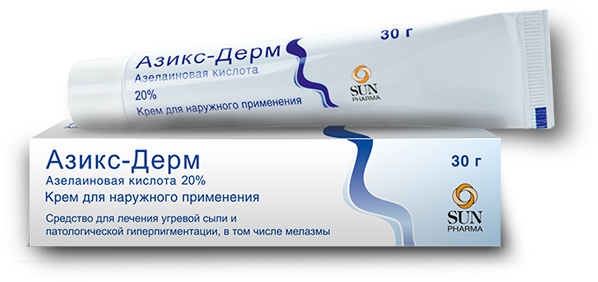 Азикс-Дерм
30 г
Азелаиновая кислота
20%
Крем для наружного применения
SUN
PHARMA
Азикс-Дерм
30 г
Азелаиновая кислота 20%
Крем для наружного применения
Средство для лечения угревой сыпи и
патологической гиперпигментации, в том числе мелазмы
SUN
PHARMA